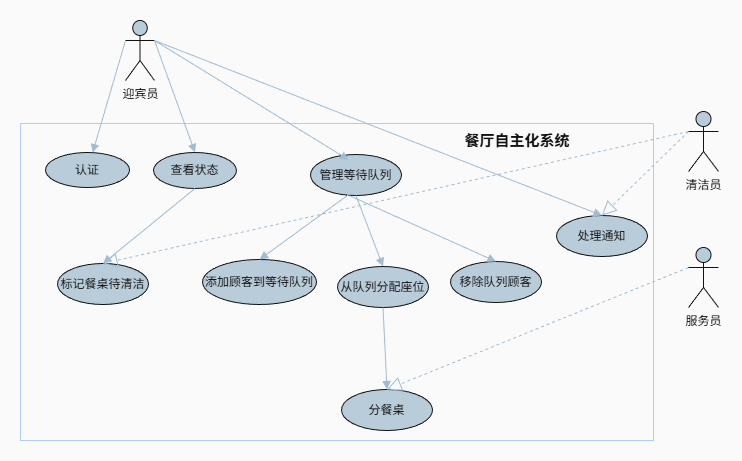 迎宾员
餐厅自主化系统
认证
查看状态
管理等待队列
清洁员
处理通知
标记餐桌待清洁
添加顾客到等待队列
从队列分配座位
移除队列顾客
服务员
分餐桌